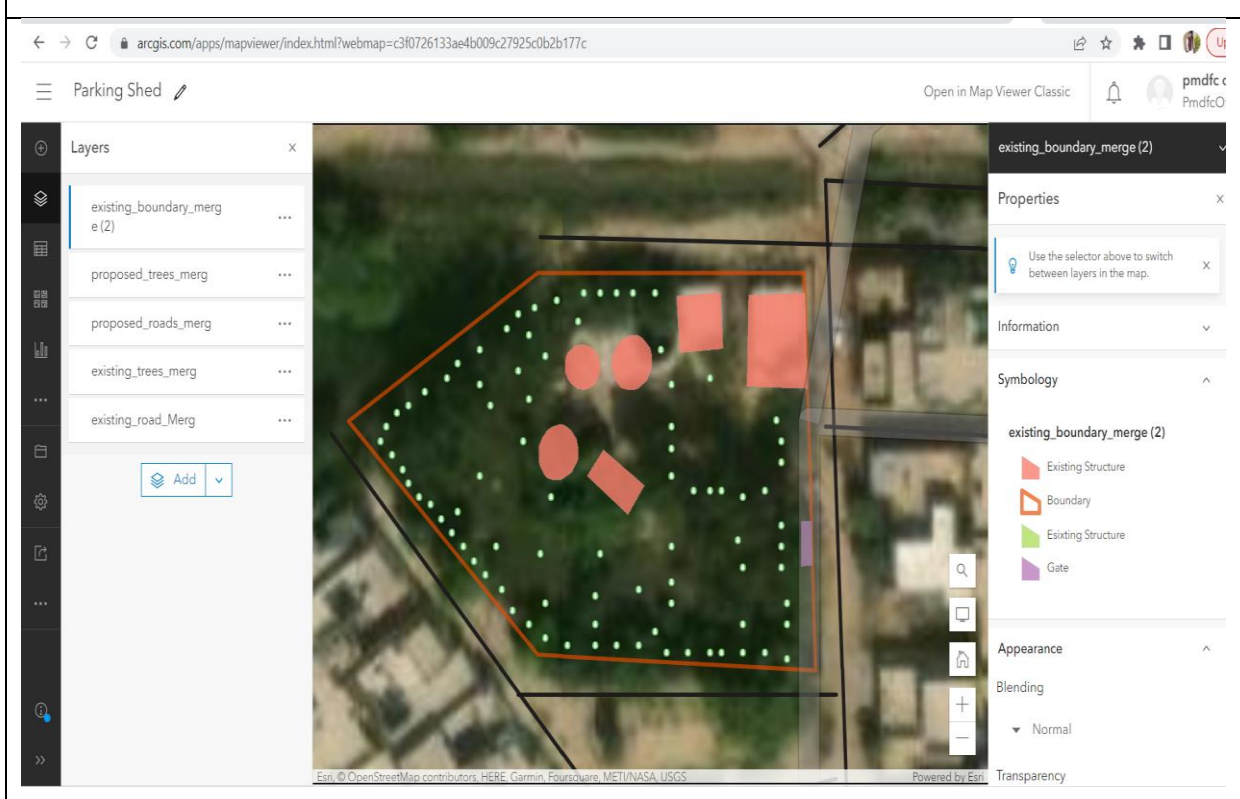 arcgis.com/apps/mapviewer/index.html?webmap=c3f0726133ae4b009c27925c0b2b177c
Parking Shed
Open in Map Viewer Classic
pmdfc
PmdfcO
Layers
existing_boundary_merg
e (2)
proposed_trees_merg
proposed_roads_merg
existing_trees_merg
existing_road_Merg
Add
Esri, © OpenStreetMap contributors, HERE, Garmin, Foursquare, METI/NASA, USGS
Powered by Esri
existing_boundary_merge (2)
Properties
Use the selector above to switch
between layers in the map.
Information
Symbology
existing_boundary_merge (2)
Existing Structure
Boundary
Esixting Structure
Gate
Appearance
Blending
Normal
Transparency